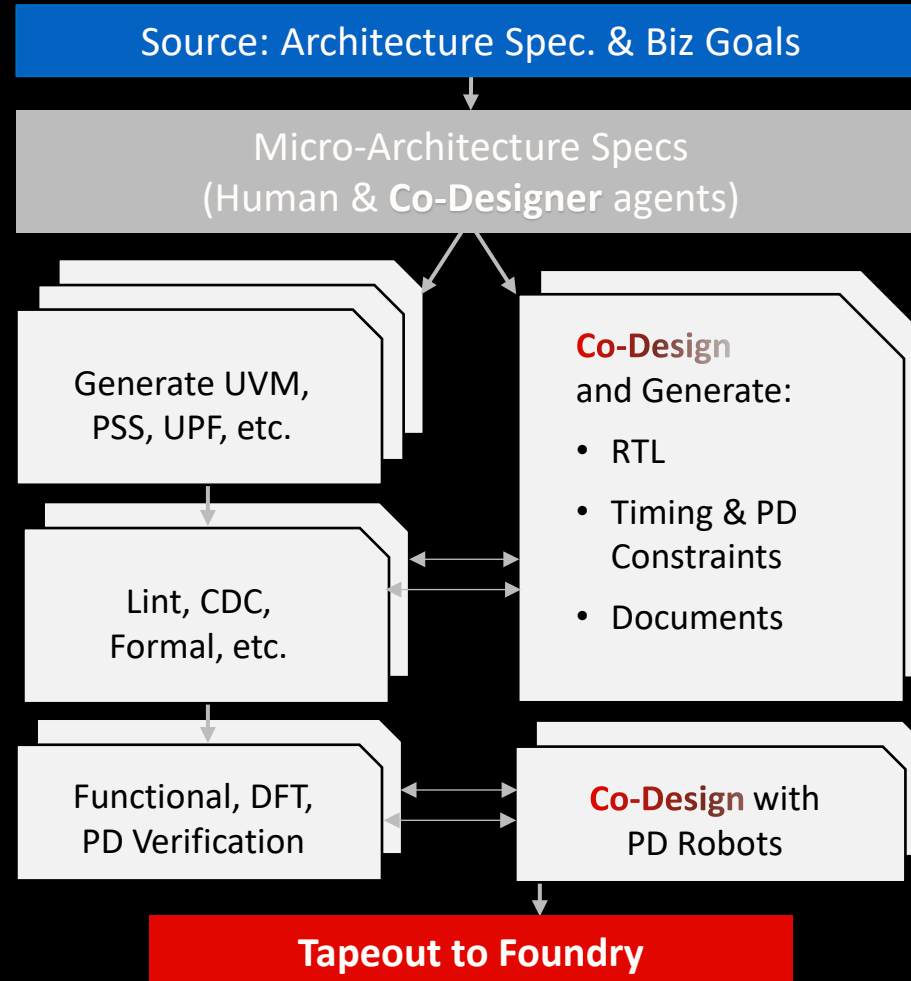 Source: Architecture Spec. & Biz Goals
Micro-Architecture Specs
(Human & Co-Designer agents)
Generate UVM,
PSS, UPF, etc.
Co-Design
and Generate:
• RTL
• Timing & PD
Constraints
• Documents
Lint, CDC,
Formal, etc.
Functional, DFT,
PD Verification
Co-Design with
PD Robots
Tapeout to Foundry